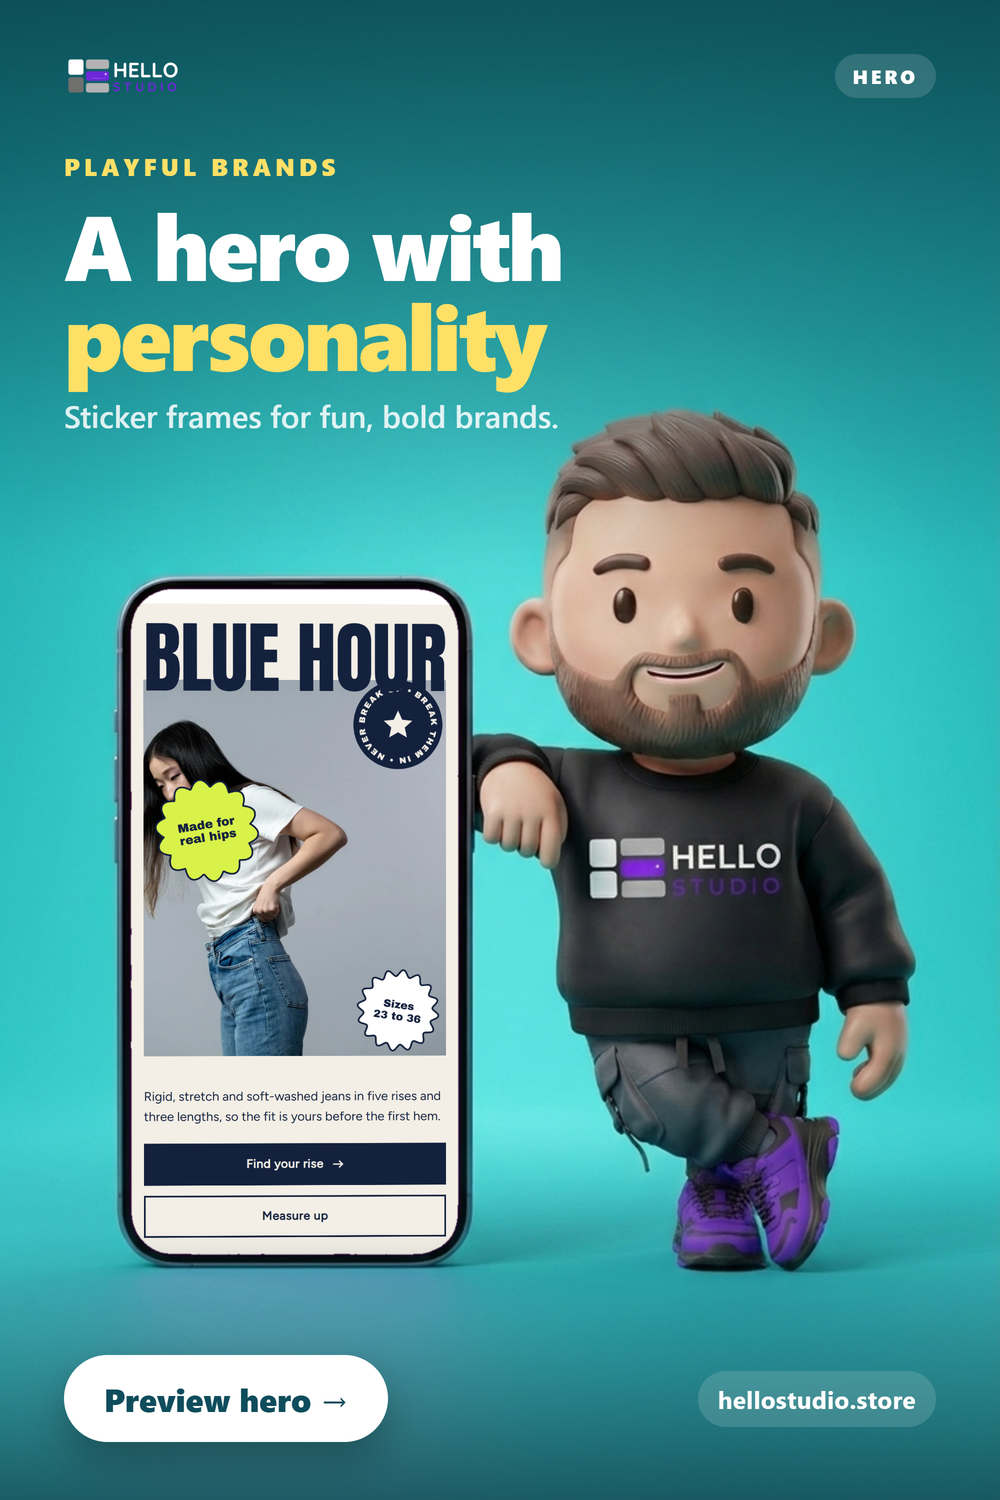 HELLO
STUDIO
HERO
PLAYFUL BRANDS
A hero with
personality
Sticker frames for fun, bold brands.
BLUE HOUR
NEVER BREAK • BREAK THEM IN •
Made for
real hips
Sizes
23 to 36
Rigid, stretch and soft-washed jeans in five rises and
three lengths, so the fit is yours before the first hem.
Find your rise →
Measure up
HELLO
STUDIO
Preview hero →
hellostudio.store